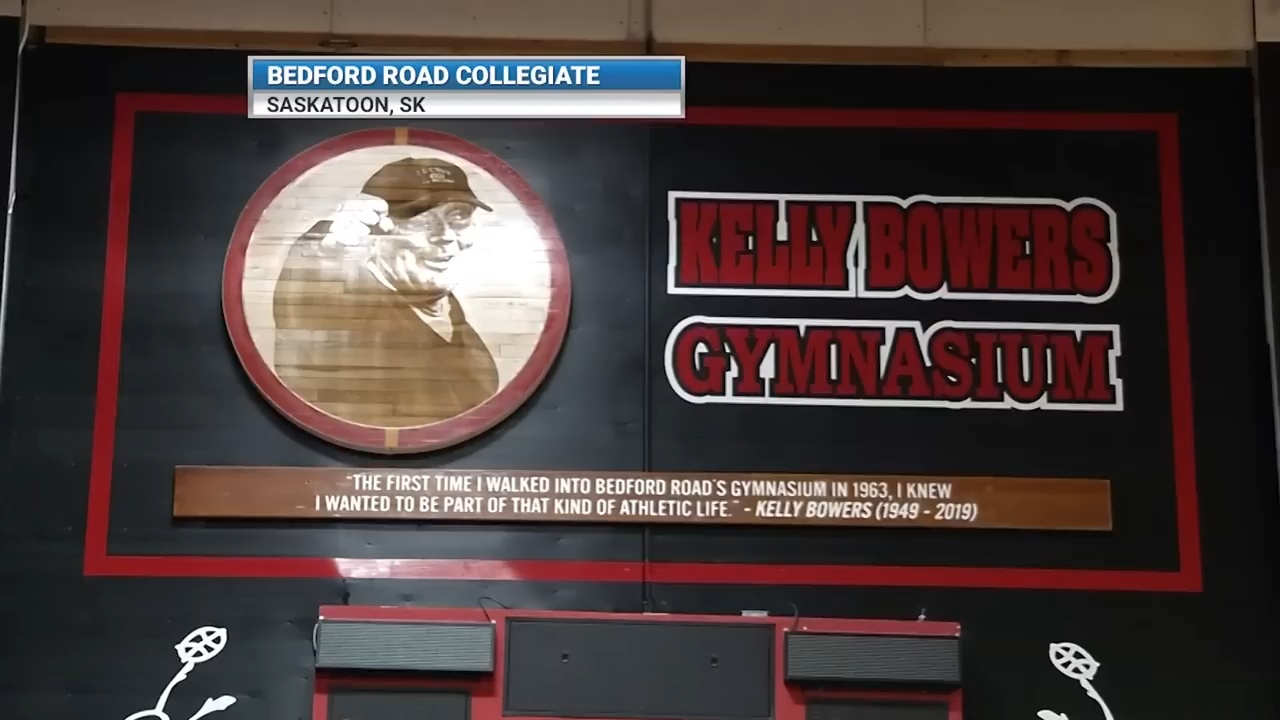 BEDFORD ROAD COLLEGIATE
SASKATOON, SK
KELLY BOWERS
GYMNASIUM
"THE FIRST TIME I WALKED INTO BEDFORD ROAD'S GYMNASIUM IN 1963, I KNEW
I WANTED TO BE PART OF THAT KIND OF ATHLETIC LIFE." - KELLY BOWERS (1949 - 2019)